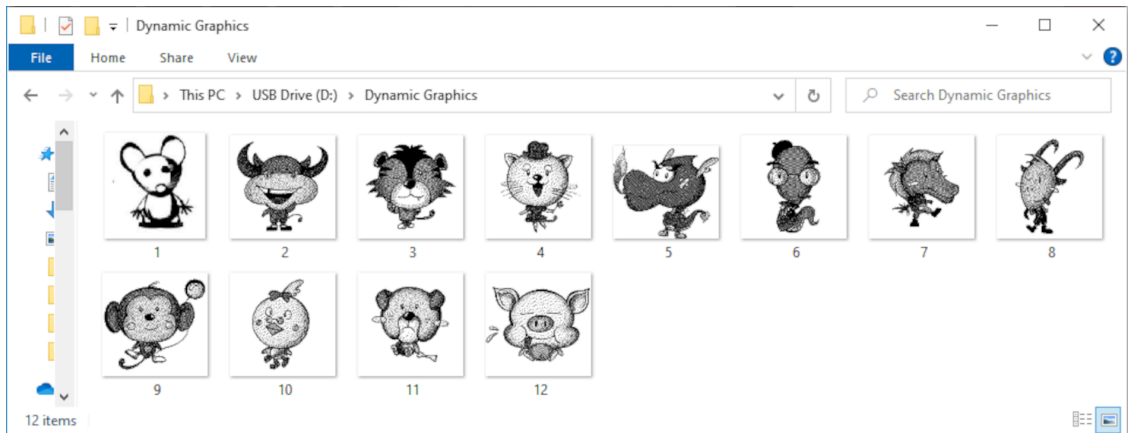 Dynamic Graphics
File Home Share View
This PC > USB Drive (D:) > Dynamic Graphics
Search Dynamic Graphics
1 2 3 4 5 6 7 8
9 10 11 12
12 items